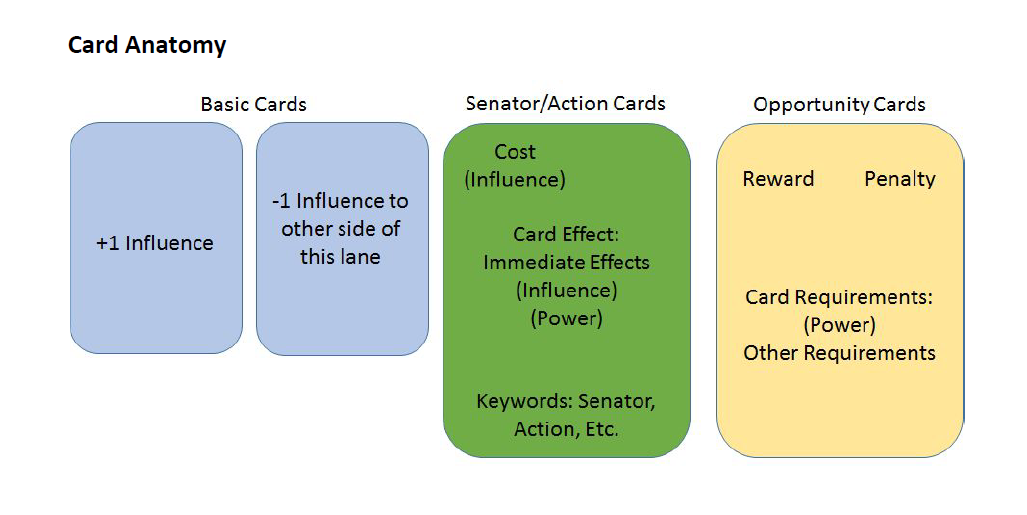 Card Anatomy
Basic Cards
Senator/Action Cards
Opportunity Cards
+1 Influence
-1 Influence to
other side of
this lane
Cost
(Influence)
Card Effect:
Immediate Effects
(Influence)
(Power)
Keywords: Senator,
Action, Etc.
Reward
Penalty
Card Requirements:
(Power)
Other Requirements